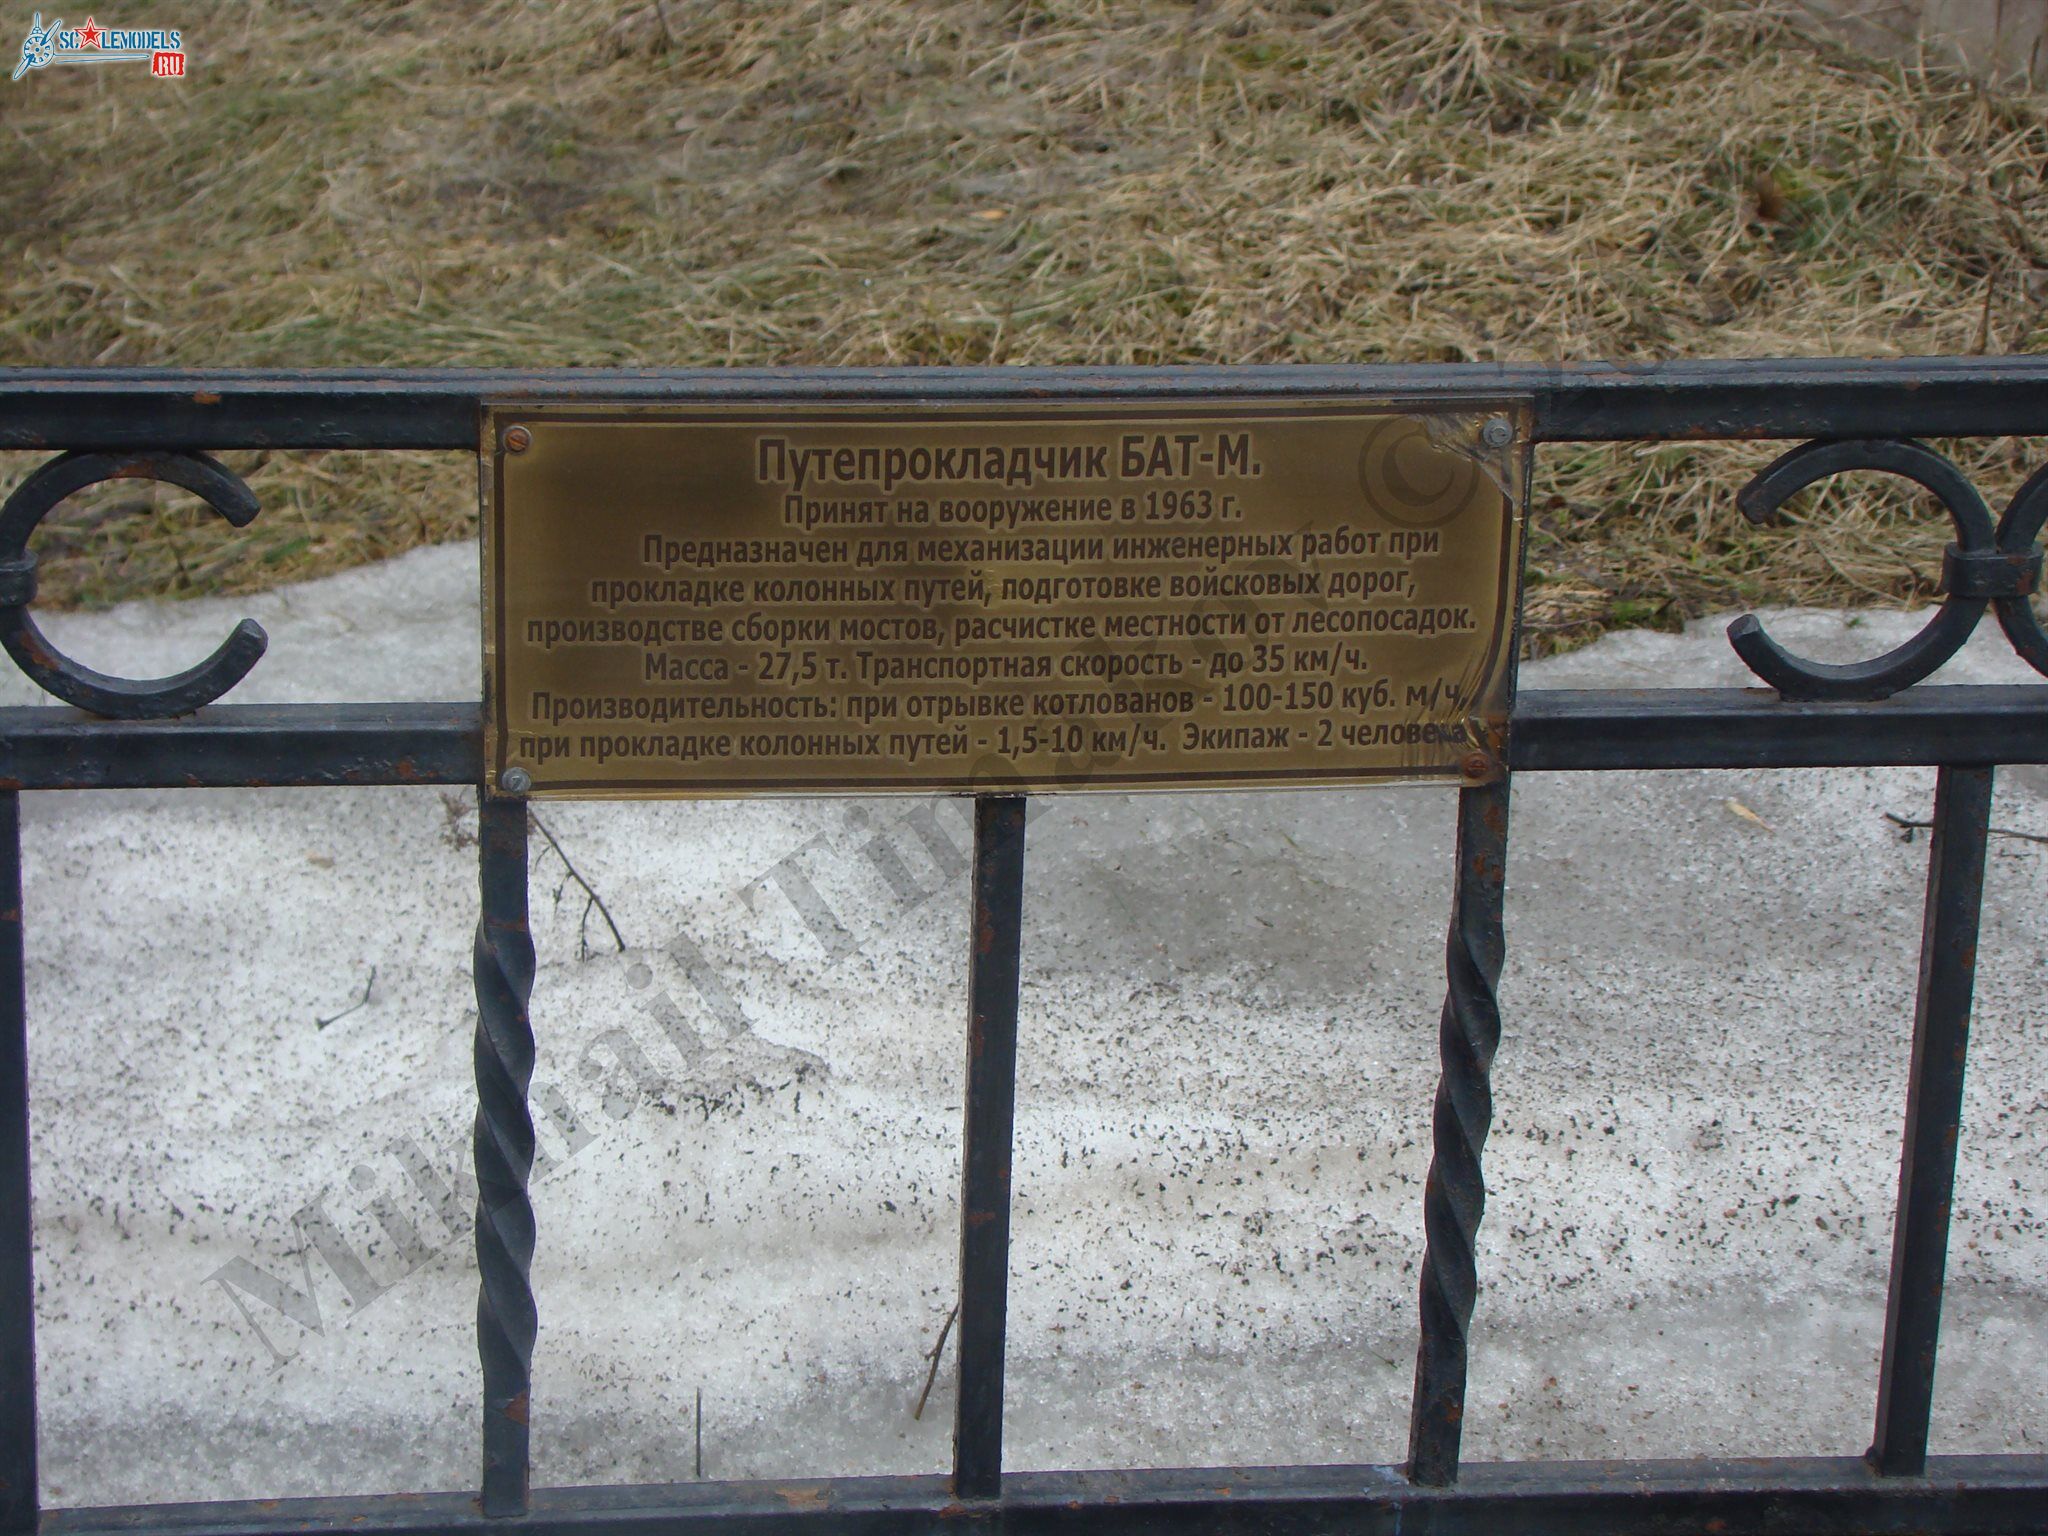 SCALEMODELS
RU
Путепрокладчик БАТ-М.
Принят на вооружение в 1963 г.
Предназначен для механизации инженерных работ при
прокладке колонных путей, подготовке войсковых дорог,
производстве сборки мостов, расчистке местности от лесопосадок.
Масса - 27,5 т. Транспортная скорость - до 35 км/ч.
Производительность: при отрывке котлованов - 100-150 куб. м/ч,
при прокладке колонных путей - 1,5-10 км/ч. Экипаж - 2 человека
Mikhail Timakov ©